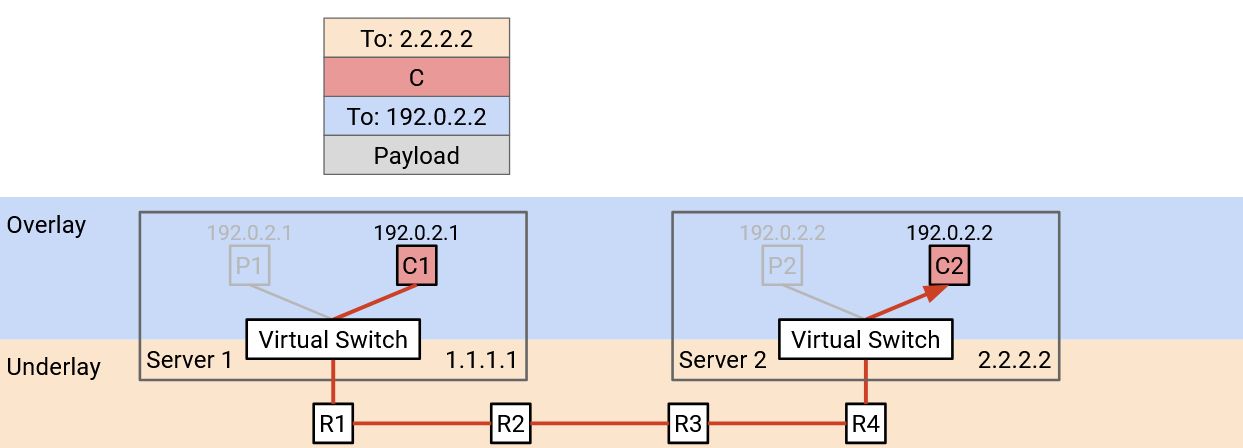 To: 2.2.2.2
C
To: 192.0.2.2
Payload
Overlay
192.0.2.1
192.0.2.1
192.0.2.2
192.0.2.2
P1
C1
P2
C2
Virtual Switch
Virtual Switch
Server 1
1.1.1.1
Server 2
2.2.2.2
Underlay
R1
R2
R3
R4